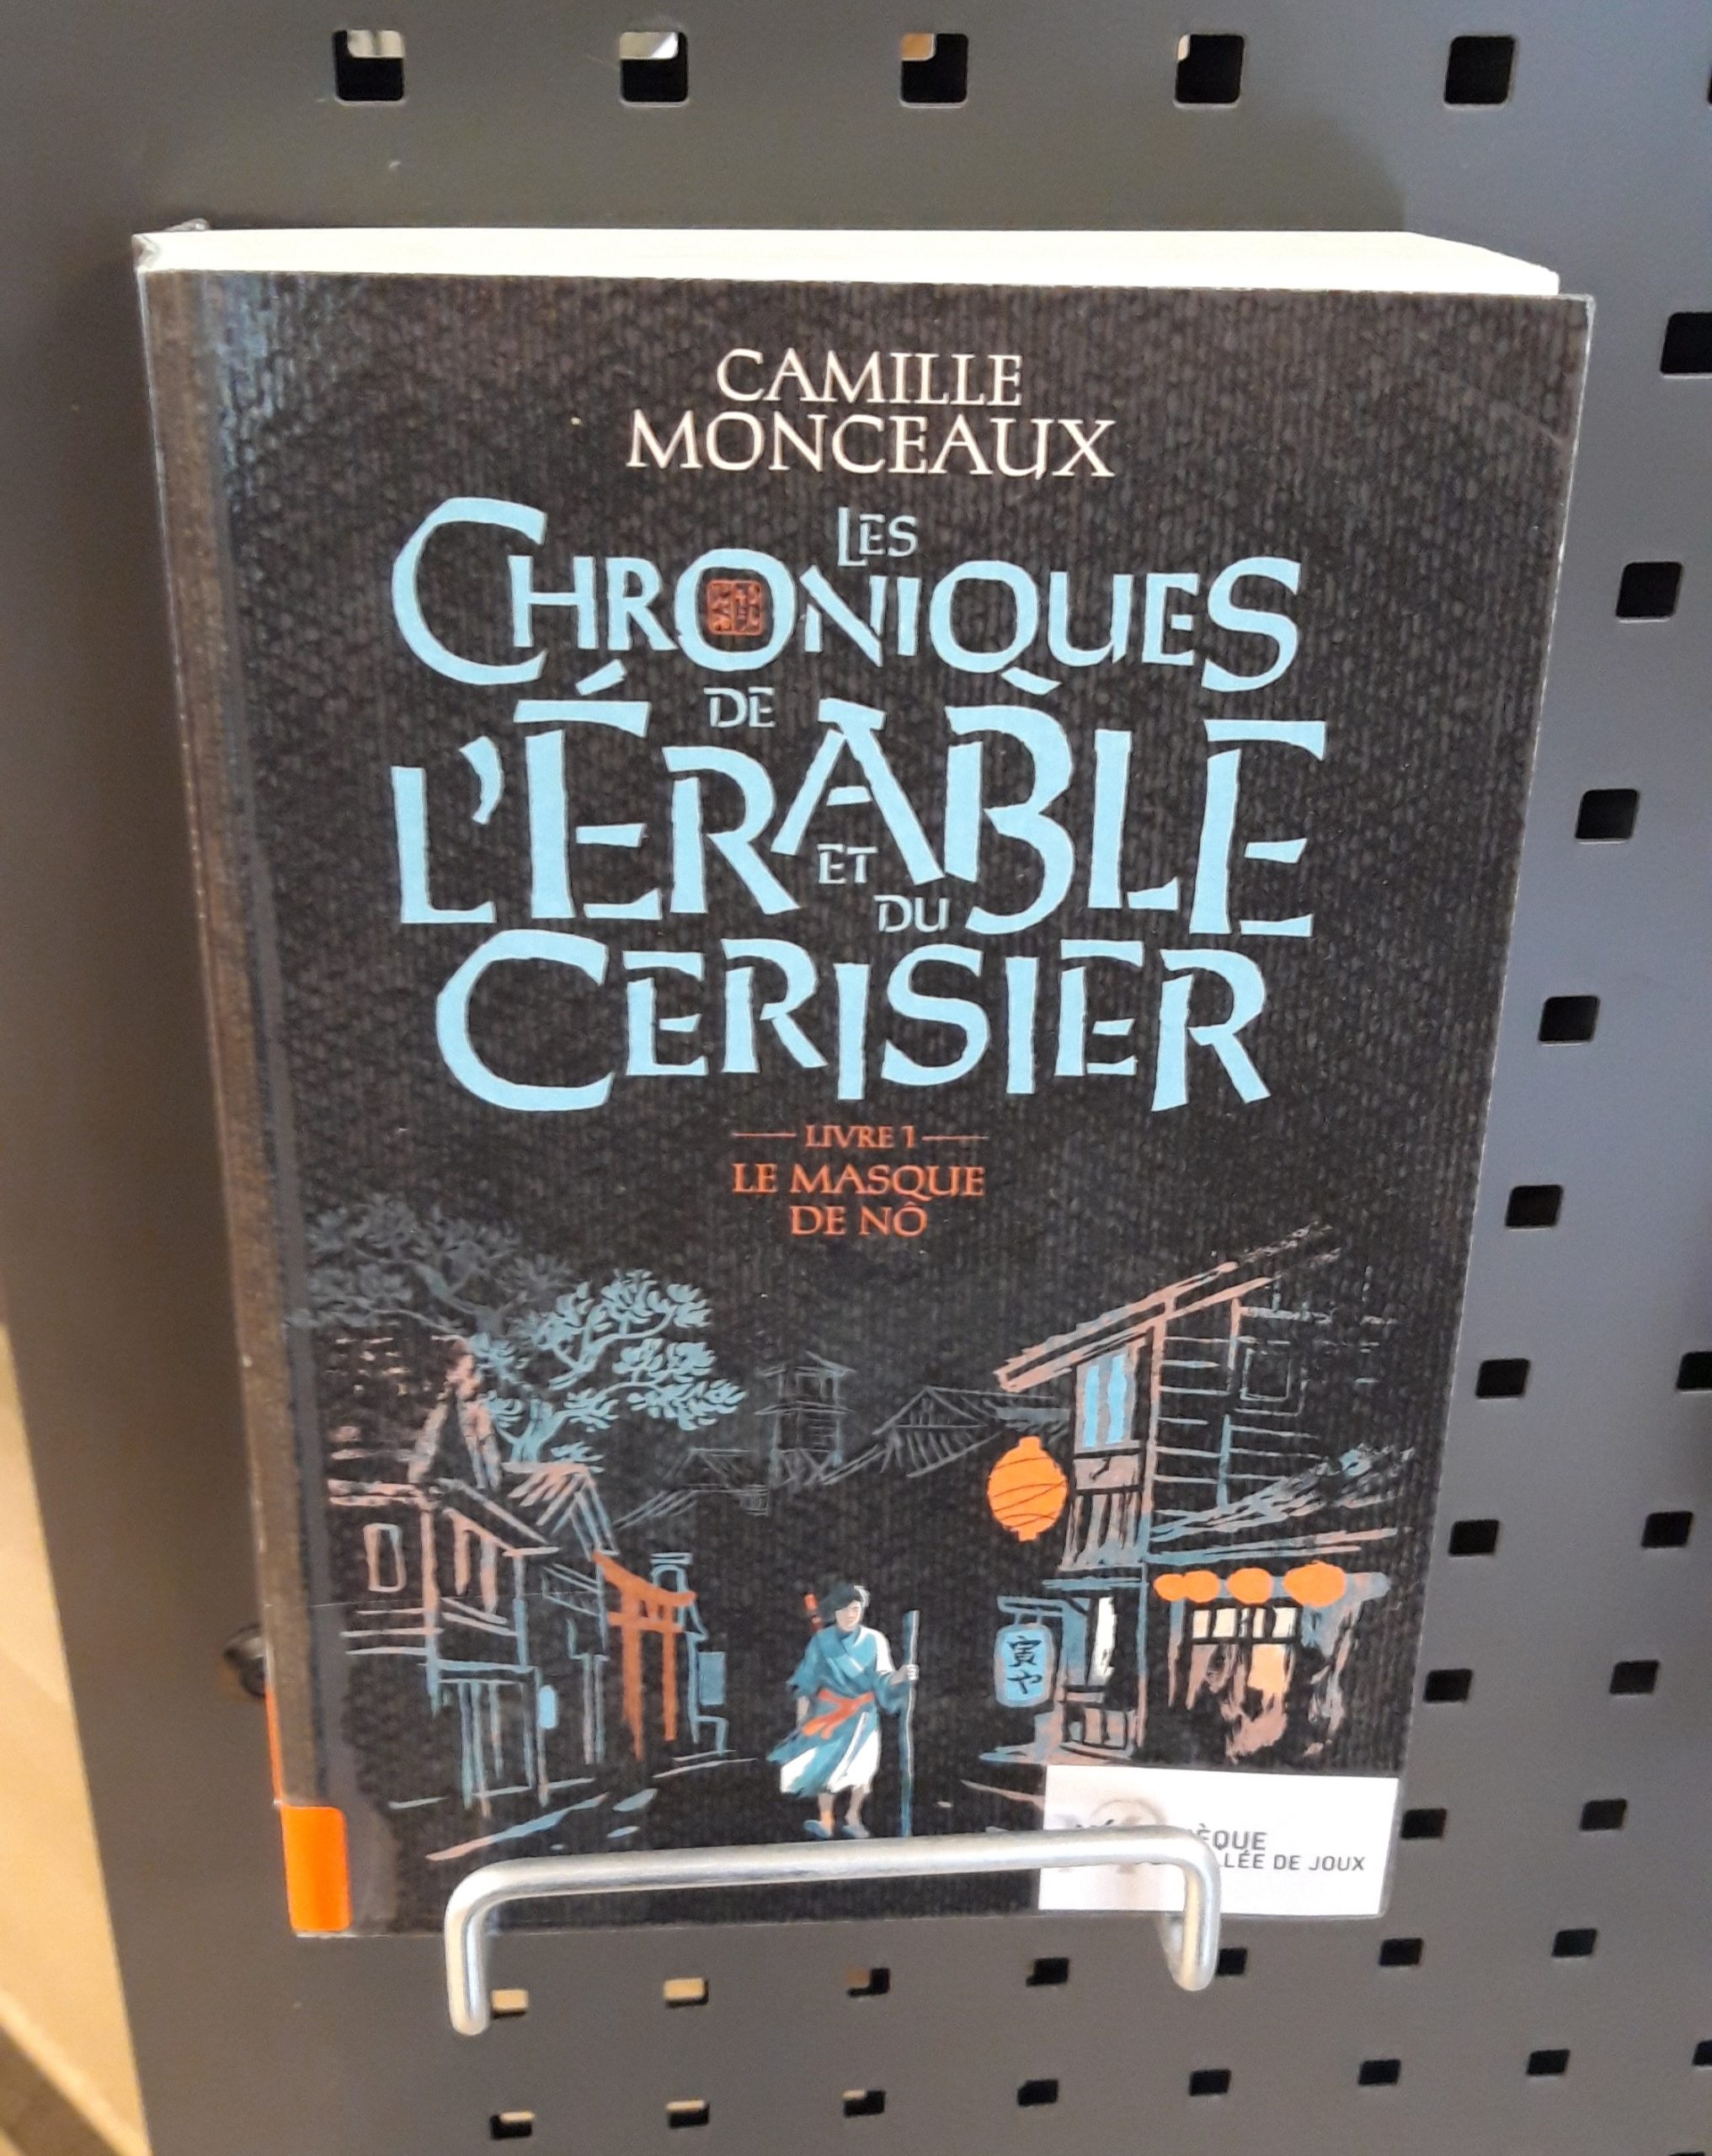 CAMILLE
MONCEAUX
LES
CHRONIQUES
DE
L'ÉRABLE
ET
DU
CERISIER
LIVRE 1
LE MASQUE
DE NÔ
寅や
LÉE DE JOUX